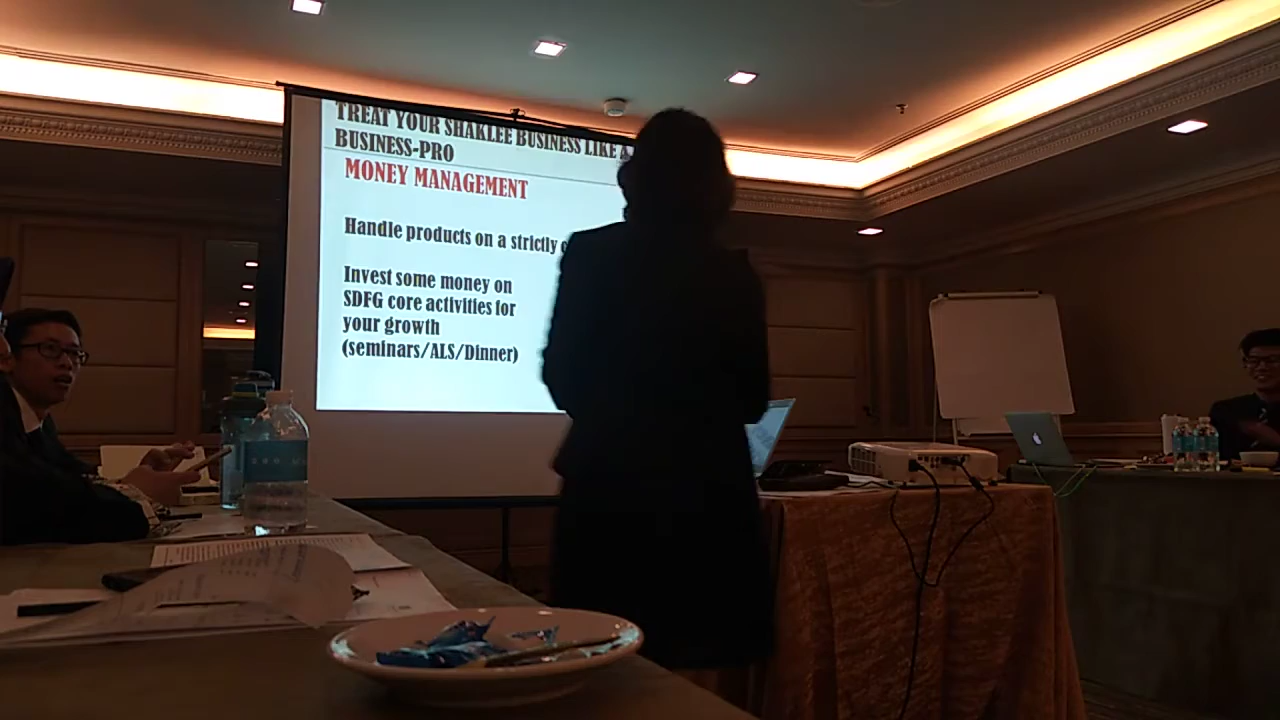 TREAT YOUR SHAKLEE BUSINESS LIKE A
BUSINESS-PRO
MONEY MANAGEMENT
Handle products on a strictly
Invest some money on
SDFG core activities for
your growth
(seminars/ALS/Dinner)